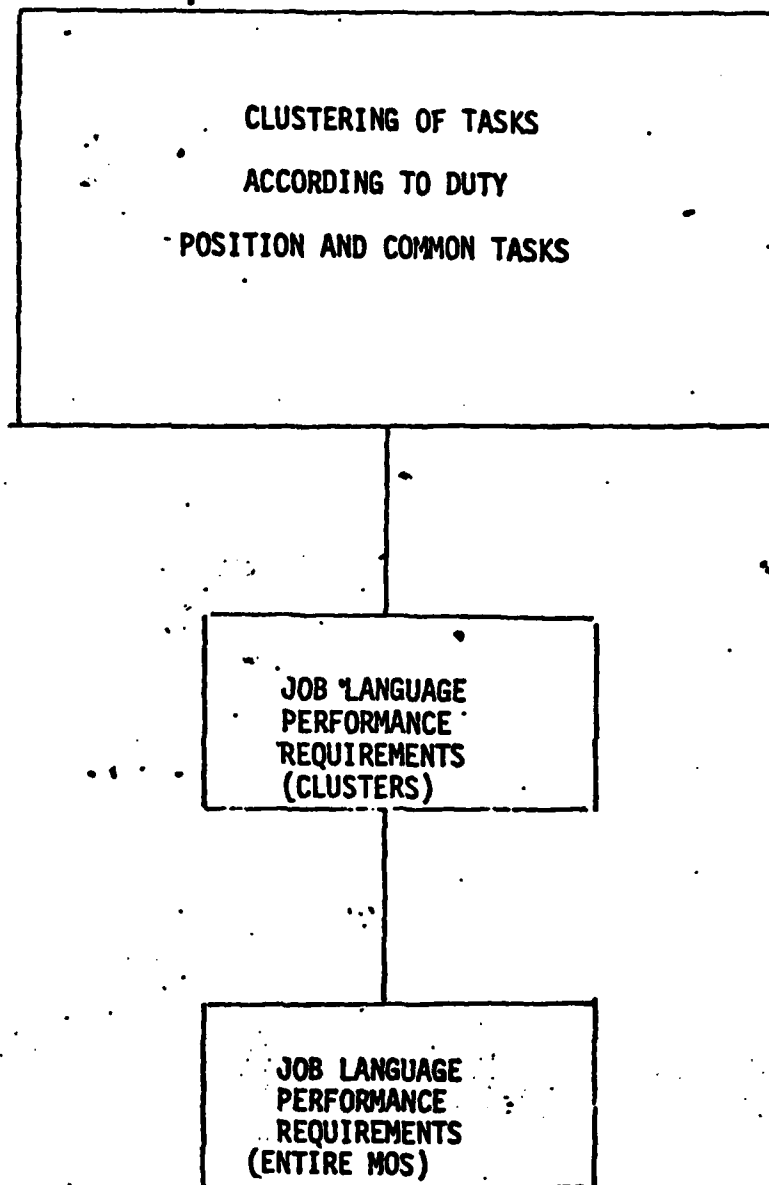 CLUSTERING OF TASKS
ACCORDING TO DUTY
POSITION AND COMMON TASKS
JOB LANGUAGE
PERFORMANCE
REQUIREMENTS
(CLUSTERS)
JOB LANGUAGE
PERFORMANCE
REQUIREMENTS
(ENTIRE MOS)